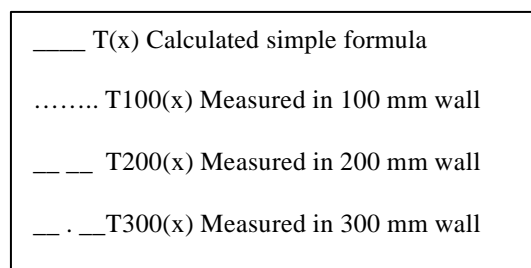 ____ T(x) Calculated simple formula
…….. T100(x) Measured in 100 mm wall
__ __ T200(x) Measured in 200 mm wall
__ . __T300(x) Measured in 300 mm wall